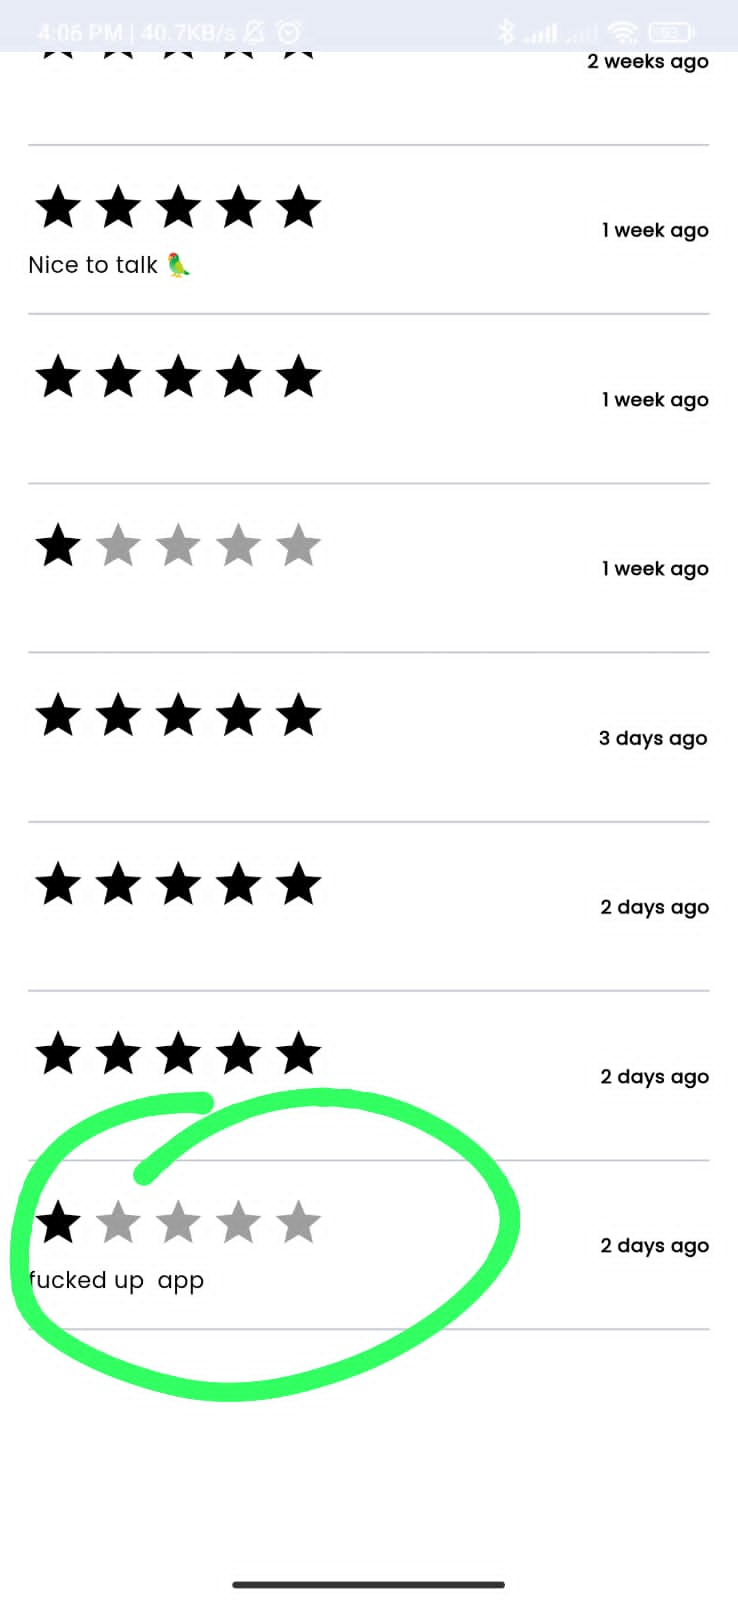 4:06 PM | 40.7KB/s
2 weeks ago
1 week ago
Nice to talk 🦜
1 week ago
1 week ago
3 days ago
2 days ago
2 days ago
2 days ago
fucked up  app